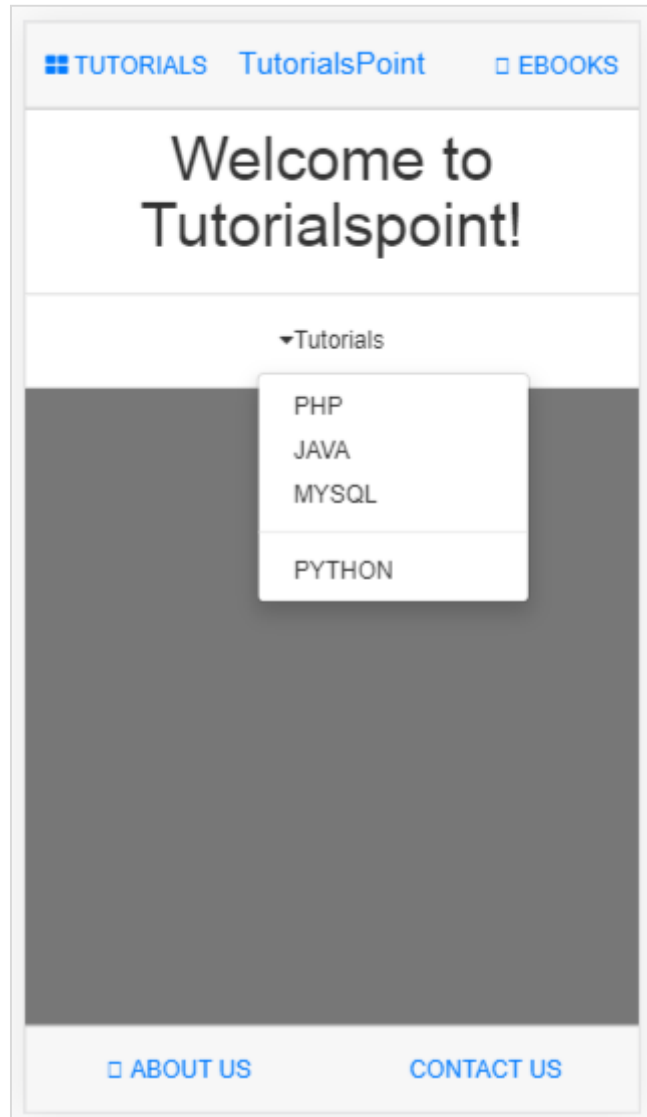 TUTORIALS TutorialsPoint EBOOKS
Welcome to
Tutorialspoint!
Tutorials
PHP
JAVA
MYSQL
PYTHON
ABOUT US CONTACT US